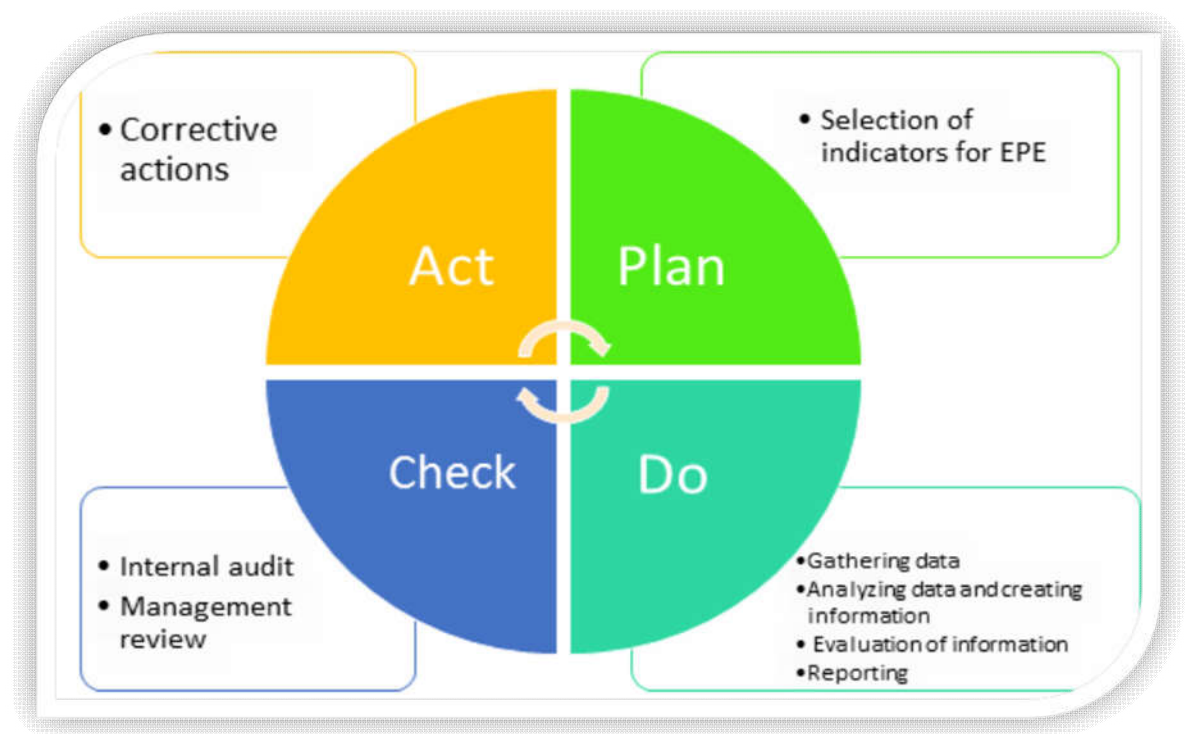 • Corrective
actions
• Selection of
indicators for EPE
Act
Plan
Check
Do
• Internal audit
• Management
review
•Gathering data
•Analyzing data and creating
information
• Evaluation of information
•Reporting